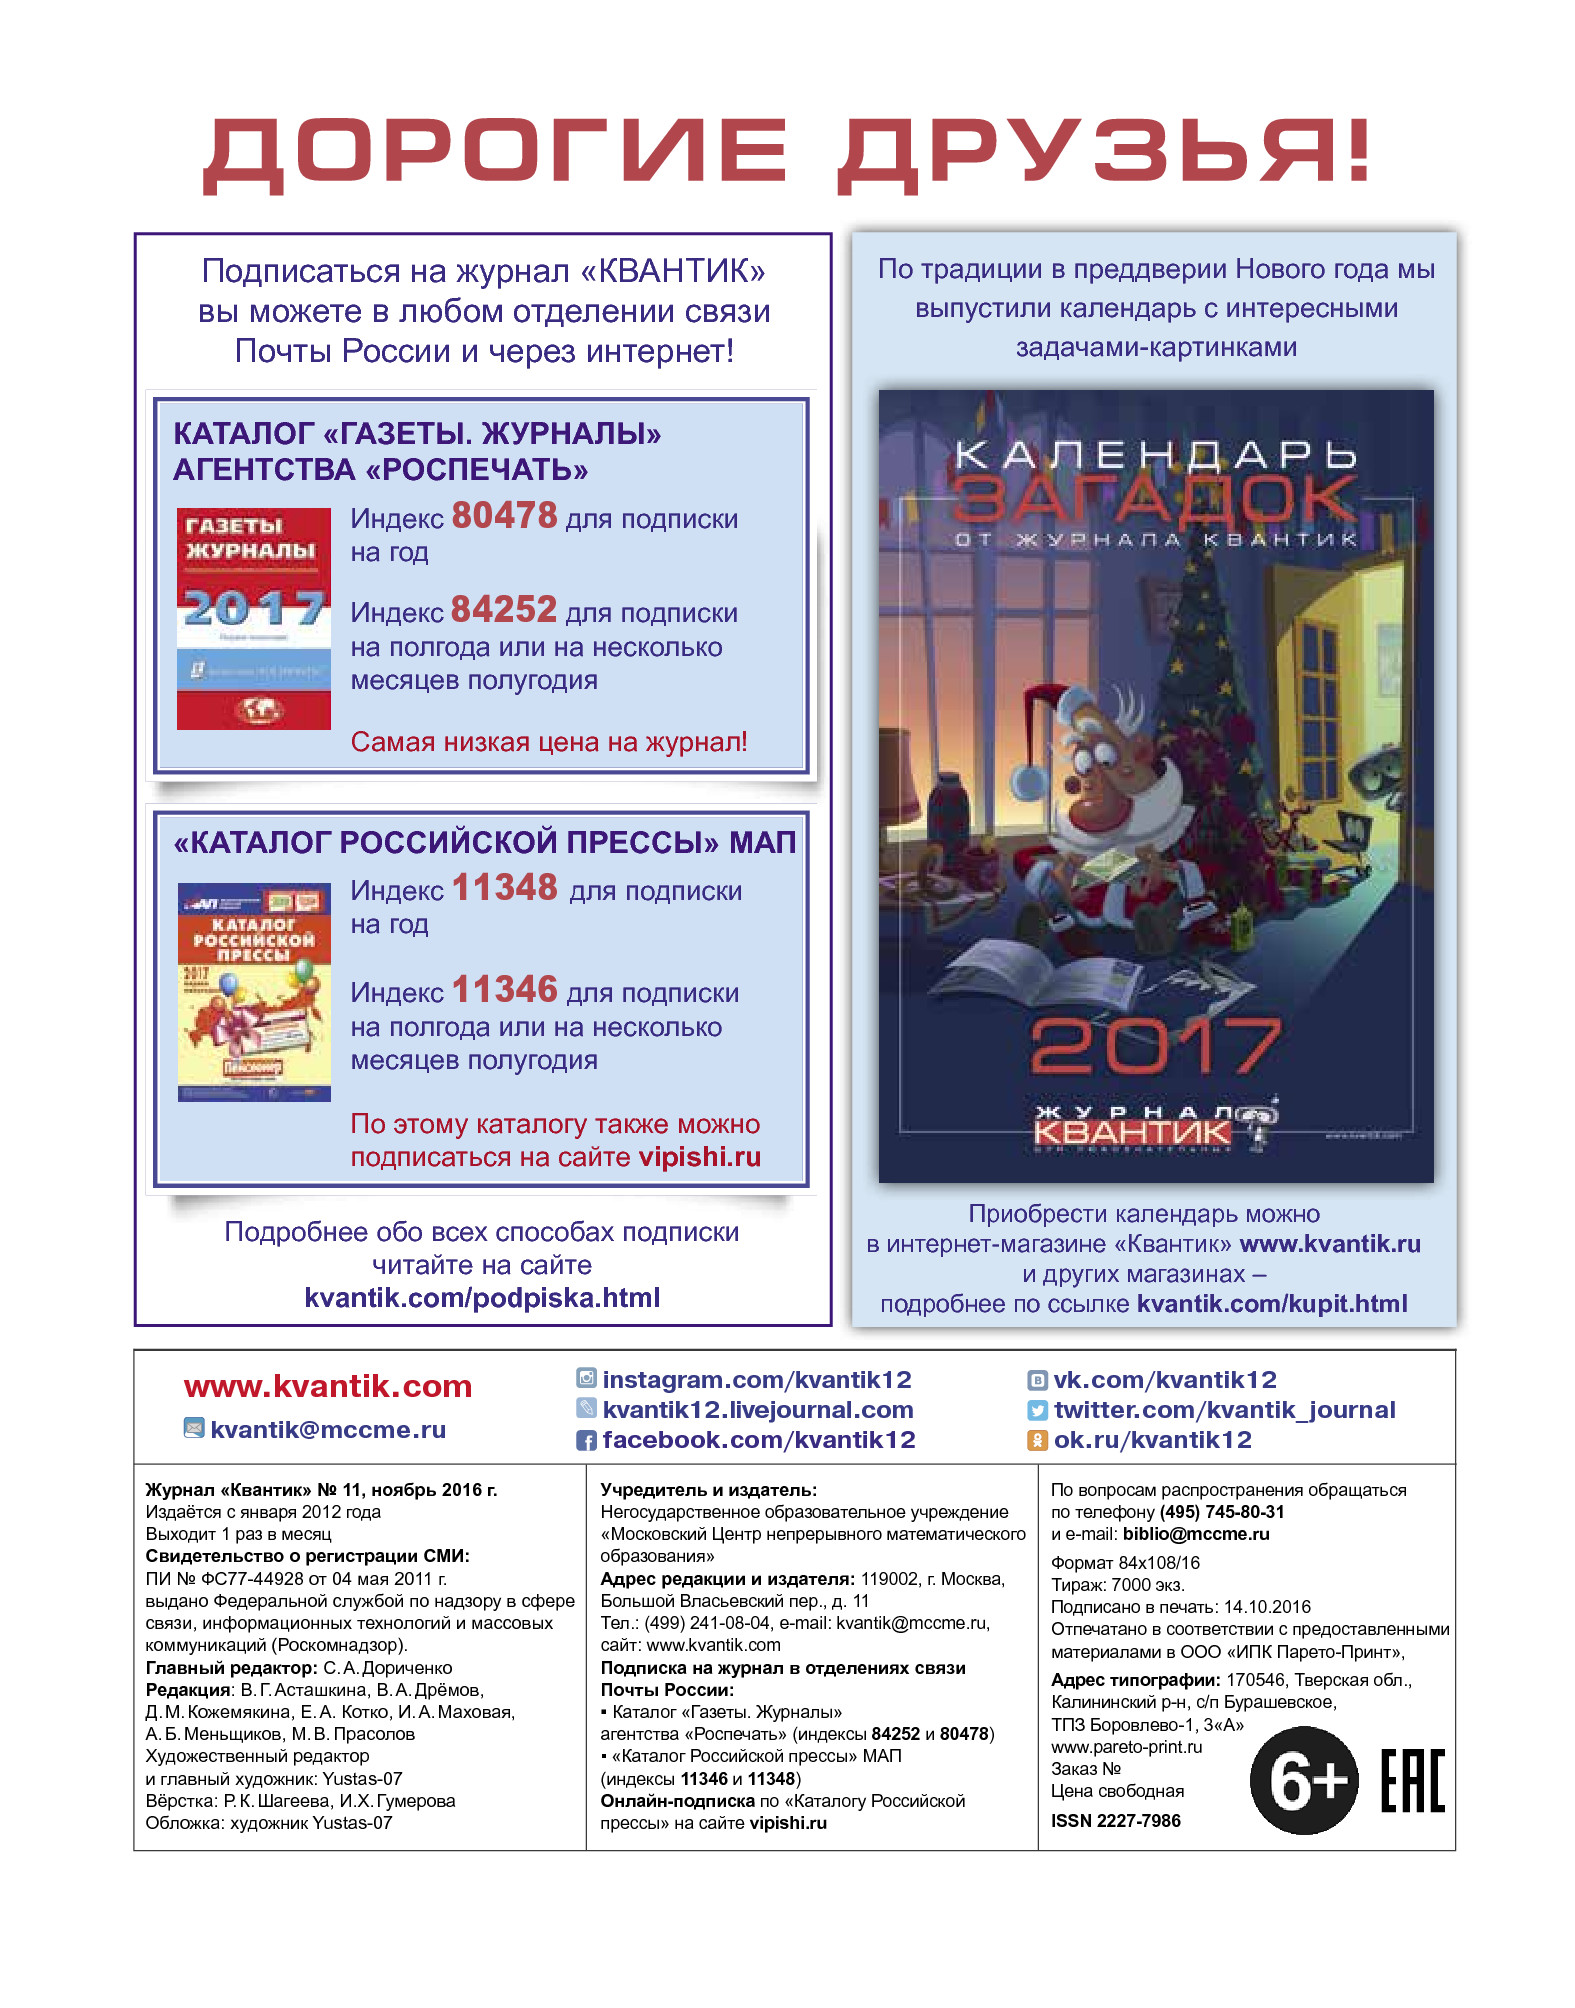 ДОРОГИЕ ДРУЗЬЯ!
Подписаться на журнал «КВАНТИК»
вы можете в любом отделении связи
Почты России и через интернет!
КАТАЛОГ «ГАЗЕТЫ. ЖУРНАЛЫ»
АГЕНТСТВА «РОСПЕЧАТЬ»
ГАЗЕТЫ
ЖУРНАЛЫ
2017
Индекс 80478 для подписки
на год
Индекс 84252 для подписки
на полгода или на несколько
месяцев полугодия
Самая низкая цена на журнал!
«КАТАЛОГ РОССИЙСКОЙ ПРЕССЫ» МАП
КАТАЛОГ
РОССИЙСКОЙ
ПРЕССЫ
2017
Пенсионер
Индекс 11348 для подписки
на год
Индекс 11346 для подписки
на полгода или на несколько
месяцев полугодия
По этому каталогу также можно
подписаться на сайте vipishi.ru
Подробнее обо всех способах подписки
читайте на сайте
kvantik.com/podpiska.html
По традиции в преддверии Нового года мы
выпустили календарь с интересными
задачами-картинками
КАЛЕНДАРЬ
ЗАГАДОК
ОТ ЖУРНАЛА КВАНТИК
2017
ЖУРНАЛ
КВАНТИК
www.kvantik.com
Приобрести календарь можно
в интернет-магазине «Квантик» www.kvantik.ru
и других магазинах –
подробнее по ссылке kvantik.com/kupit.html
www.kvantik.com
kvantik@mccme.ru
instagram.com/kvantik12
kvantik12.livejournal.com
facebook.com/kvantik12
vk.com/kvantik12
twitter.com/kvantik_journal
ok.ru/kvantik12
Журнал «Квантик» № 11, ноябрь 2016 г.
Издаётся с января 2012 года
Выходит 1 раз в месяц
Свидетельство о регистрации СМИ:
ПИ № ФС77-44928 от 04 мая 2011 г.
выдано Федеральной службой по надзору в сфере
связи, информационных технологий и массовых
коммуникаций (Роскомнадзор).
Главный редактор: С. А. Дориченко
Редакция: В. Г. Асташкина, В. А. Дрёмов,
Д. М. Кожемякина, Е. А. Котко, И. А. Маховая,
А. Б. Меньщиков, М. В. Прасолов
Художественный редактор
и главный художник: Yustas-07
Вёрстка: Р. К. Шагеева, И. Х. Гумерова
Обложка: художник Yustas-07
Учредитель и издатель:
Негосударственное образовательное учреждение
«Московский Центр непрерывного математического
образования»
Адрес редакции и издателя: 119002, г. Москва,
Большой Власьевский пер., д. 11
Тел.: (499) 241-08-04, e-mail: kvantik@mccme.ru,
сайт: www.kvantik.com
Подписка на журнал в отделениях связи
Почты России:
▪ Каталог «Газеты. Журналы»
агентства «Роспечать» (индексы 84252 и 80478)
▪ «Каталог Российской прессы» МАП
(индексы 11346 и 11348)
Онлайн-подписка по «Каталогу Российской
прессы» на сайте vipishi.ru
По вопросам распространения обращаться
по телефону (495) 745-80-31
и e-mail: biblio@mccme.ru
Формат 84x108/16
Тираж: 7000 экз.
Подписано в печать: 14.10.2016
Отпечатано в соответствии с предоставленными
материалами в ООО «ИПК Парето-Принт»,
Адрес типографии: 170546, Тверская обл.,
Калининский р-н, с/п Бурашевское,
ТПЗ Боровлево-1, 3«А»
www.pareto-print.ru
Заказ №
Цена свободная
ISSN 2227-7986
6+
EAC